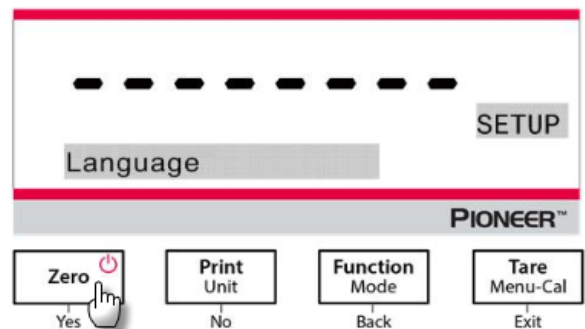 SETUP
Language
PIONEER™
Zero Print Function Tare
Unit Mode Menu-Cal
Yes No Back Exit